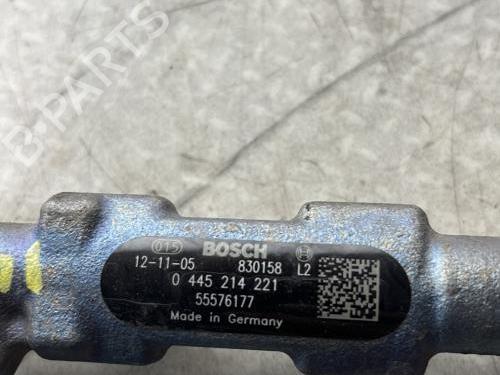 B-PARTS
015 BOSCH
12-11-05 830158 L2
0 445 214 221
55576177
Made in Germany